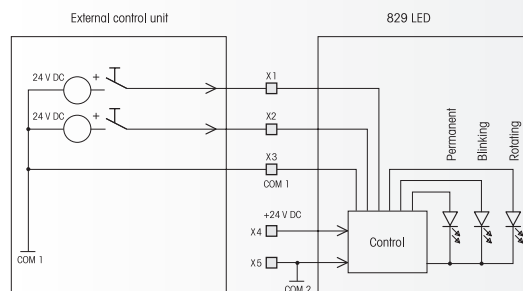 External control unit
829 LED
24 V DC
+
X1
24 V DC
+
X2
X3
COM 1
Permanent
Blinking
Rotating
+24 V DC
X4
Control
X5
COM 1
COM 2